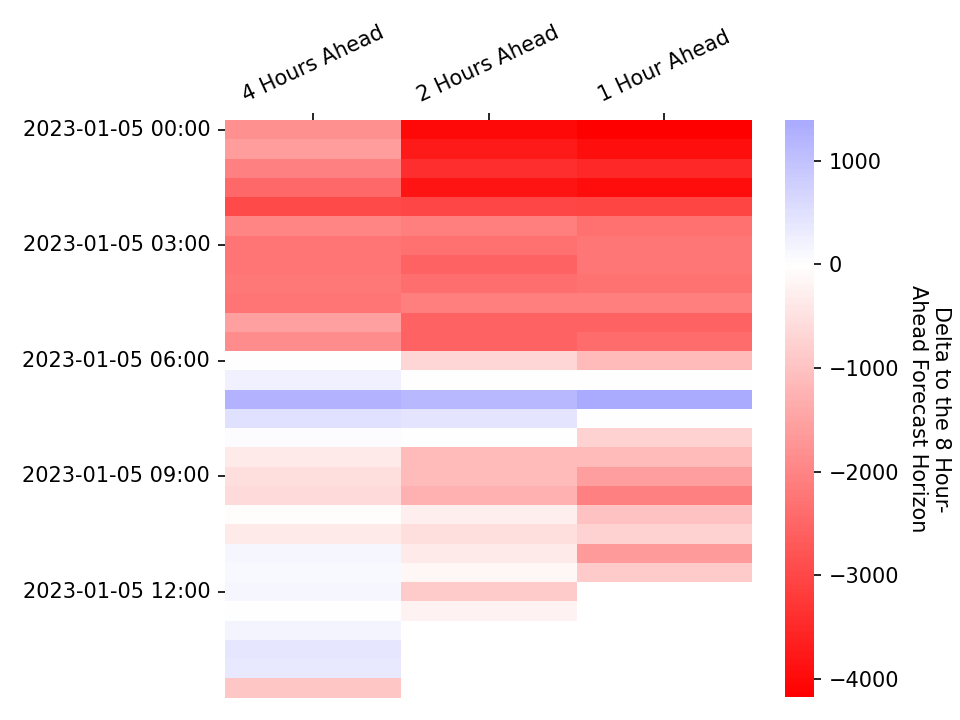 4 Hours Ahead
2 Hours Ahead
1 Hour Ahead
2023-01-05 00:00
2023-01-05 03:00
2023-01-05 06:00
2023-01-05 09:00
2023-01-05 12:00
1000
0
−1000
−2000
−3000
−4000
Delta to the 8 Hour-
Ahead Forecast Horizon